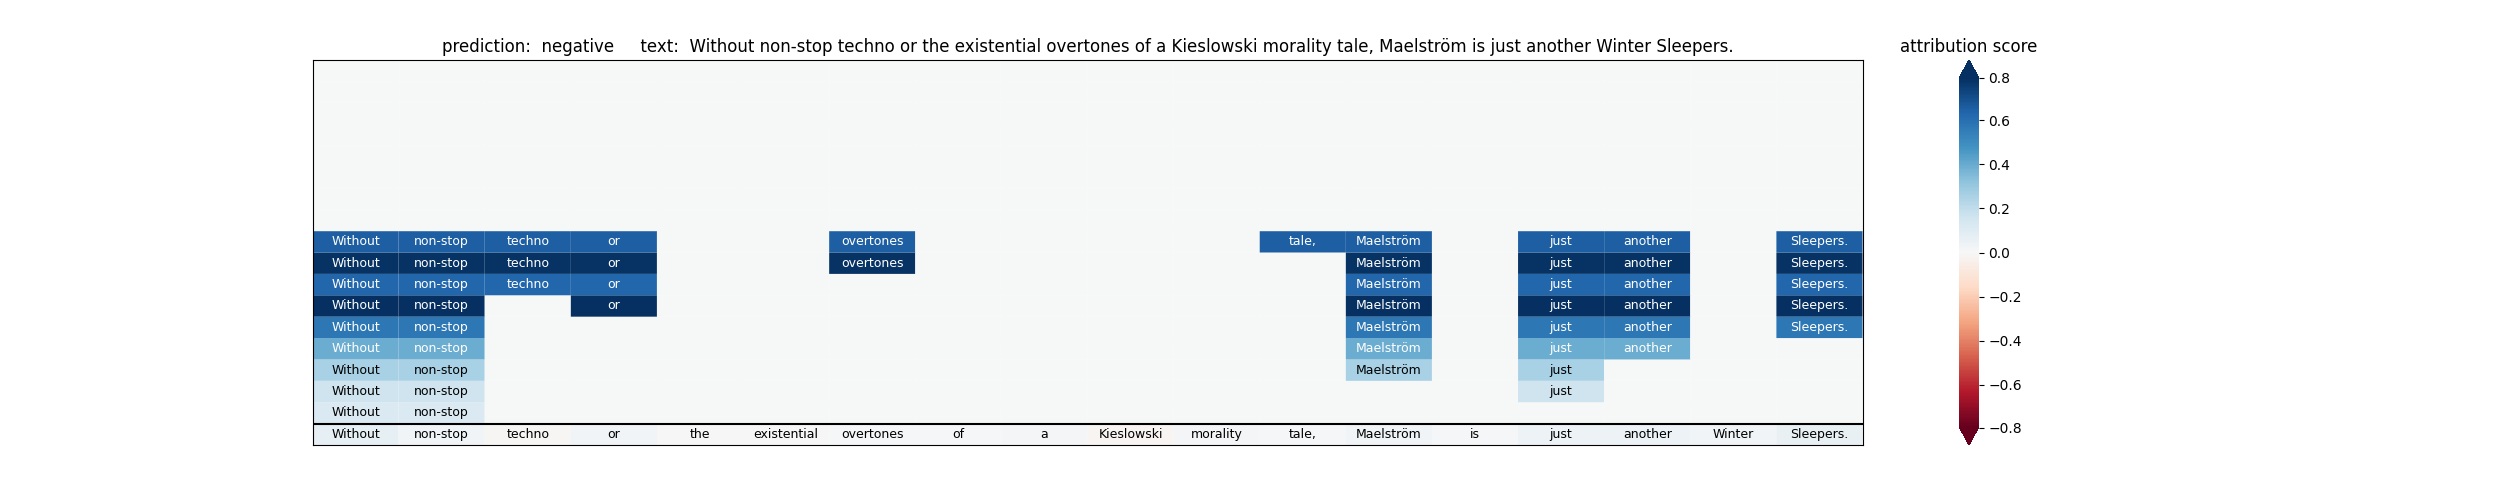 prediction:  negative     text:  Without non-stop techno or the existential overtones of a Kieslowski morality tale, Maelström is just another Winter Sleepers.
attribution score
Without non-stop techno or overtones tale, Maelström just another Sleepers.
Without non-stop techno or overtones Maelström just another Sleepers.
Without non-stop techno or Maelström just another Sleepers.
Without non-stop or Maelström just another Sleepers.
Without non-stop Maelström just another Sleepers.
Without non-stop Maelström just another
Without non-stop Maelström just
Without non-stop just
Without non-stop
Without non-stop techno or the existential overtones of a Kieslowski morality tale, Maelström is just another Winter Sleepers.
0.8
0.6
0.4
0.2
0.0
−0.2
−0.4
−0.6
−0.8